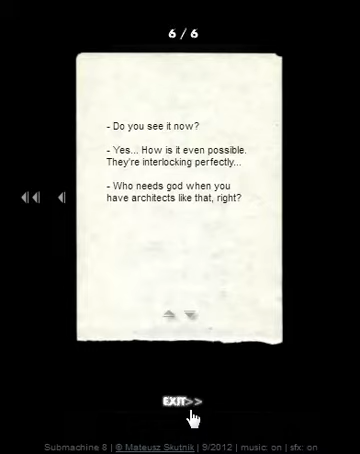 6 / 6
- Do you see it now?
- Yes... How is it even possible.
They're interlocking perfectly...
- Who needs god when you
have architects like that, right?
EXIT>>
Submachine 8 | © Mateusz Skutnik | 9/2012 | music: on | sfx: on